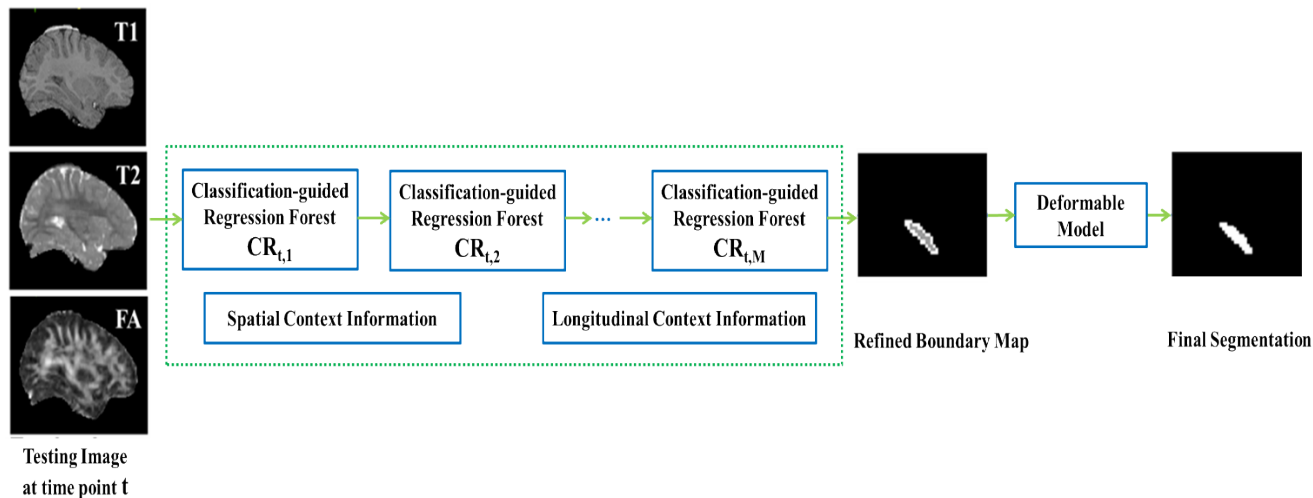 T1
T2
FA
Testing Image
at time point t
Classification-guided
Regression Forest
CRt,1
Classification-guided
Regression Forest
CRt,2
...
Classification-guided
Regression Forest
CRt,M
Spatial Context Information
Longitudinal Context Information
Refined Boundary Map
Deformable
Model
Final Segmentation